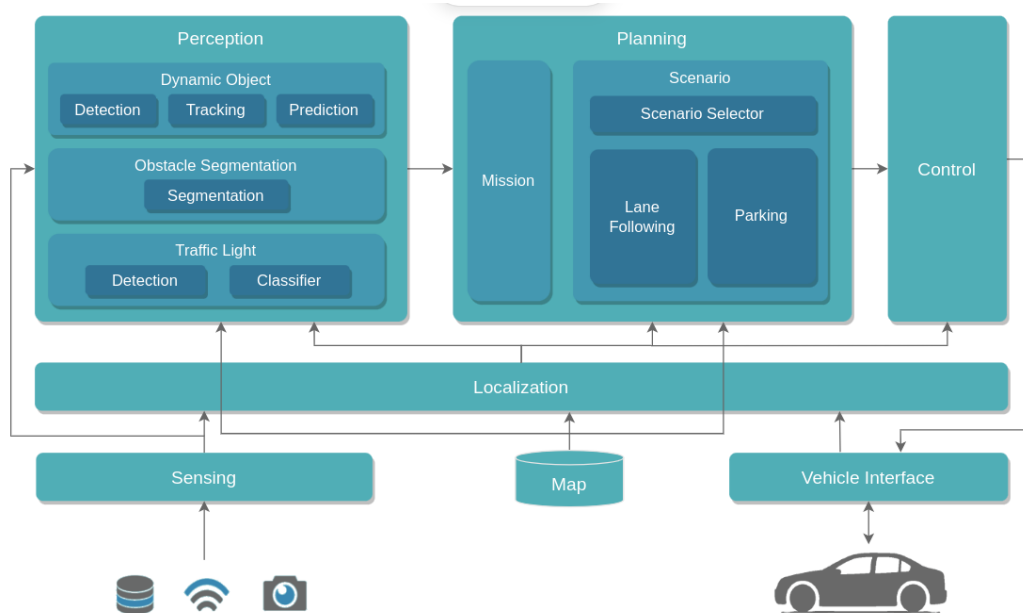 Perception
Dynamic Object
Detection
Tracking
Prediction
Obstacle Segmentation
Segmentation
Traffic Light
Detection
Classifier
Planning
Mission
Scenario
Scenario Selector
Lane
Following
Parking
Control
Localization
Sensing
Map
Vehicle Interface